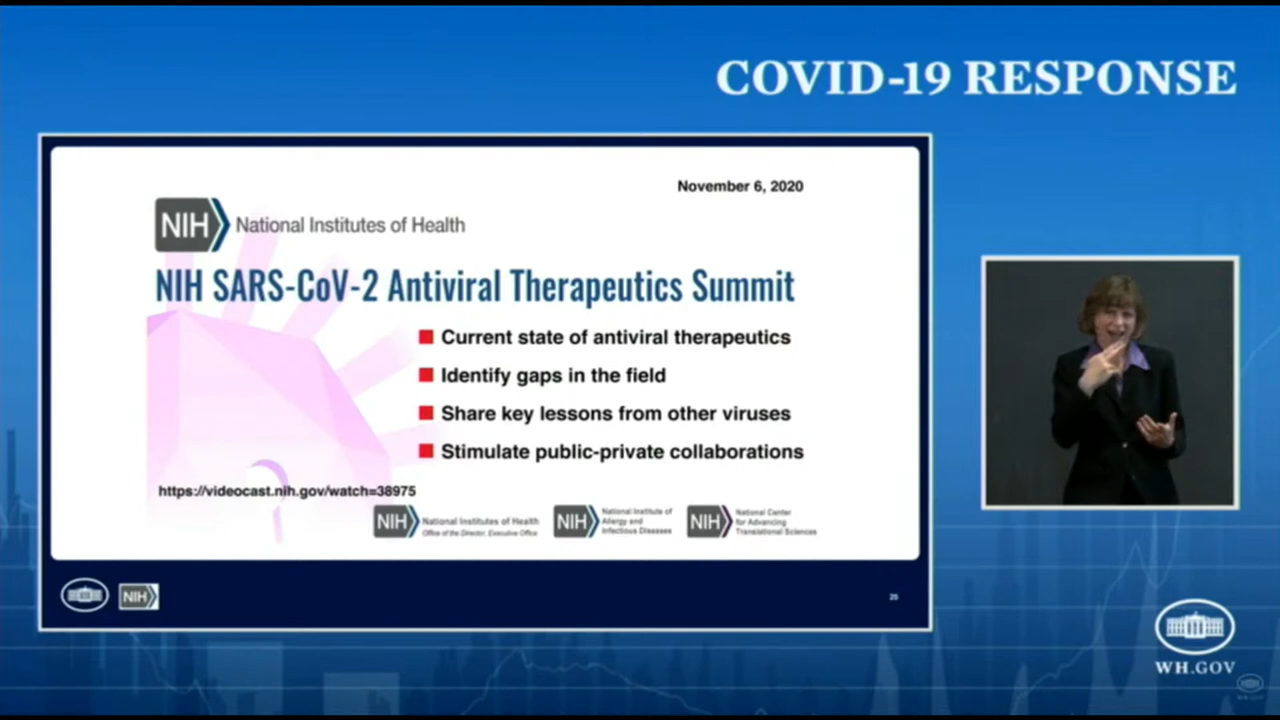 COVID-19 RESPONSE
November 6, 2020
NIH National Institutes of Health
NIH SARS-CoV-2 Antiviral Therapeutics Summit
Current state of antiviral therapeutics
Identify gaps in the field
Share key lessons from other viruses
Stimulate public-private collaborations
https://videocast.nih.gov/watch=38975
NIH
National Institutes of Health
Office of the Director, Executive Office
NIH
National Institute of
Allergy and
Infectious Diseases
NIH
National Center
for Advancing
Translational Sciences
NIH
25
WH.GOV
WH.GOV